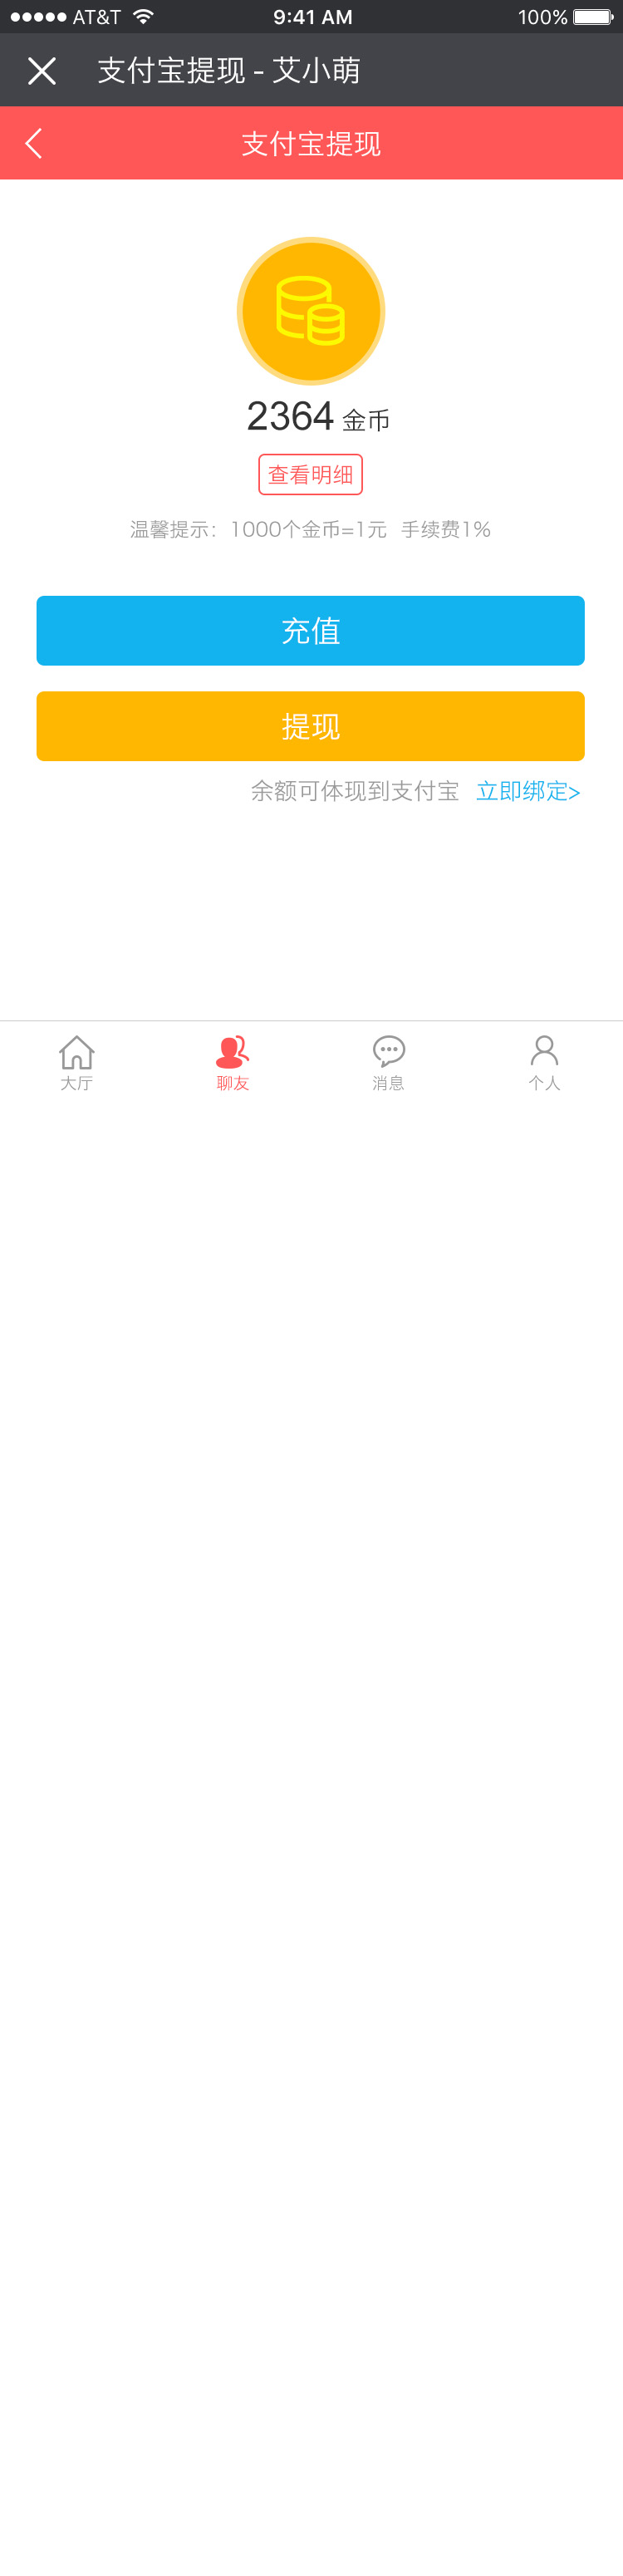 AT&T 9:41 AM 100%
支付宝提现 - 艾小萌
支付宝提现
2364 金币
查看明细
温馨提示：1000个金币=1元 手续费1%
充值
提现
余额可体现到支付宝 立即绑定>
大厅 聊友 消息 个人